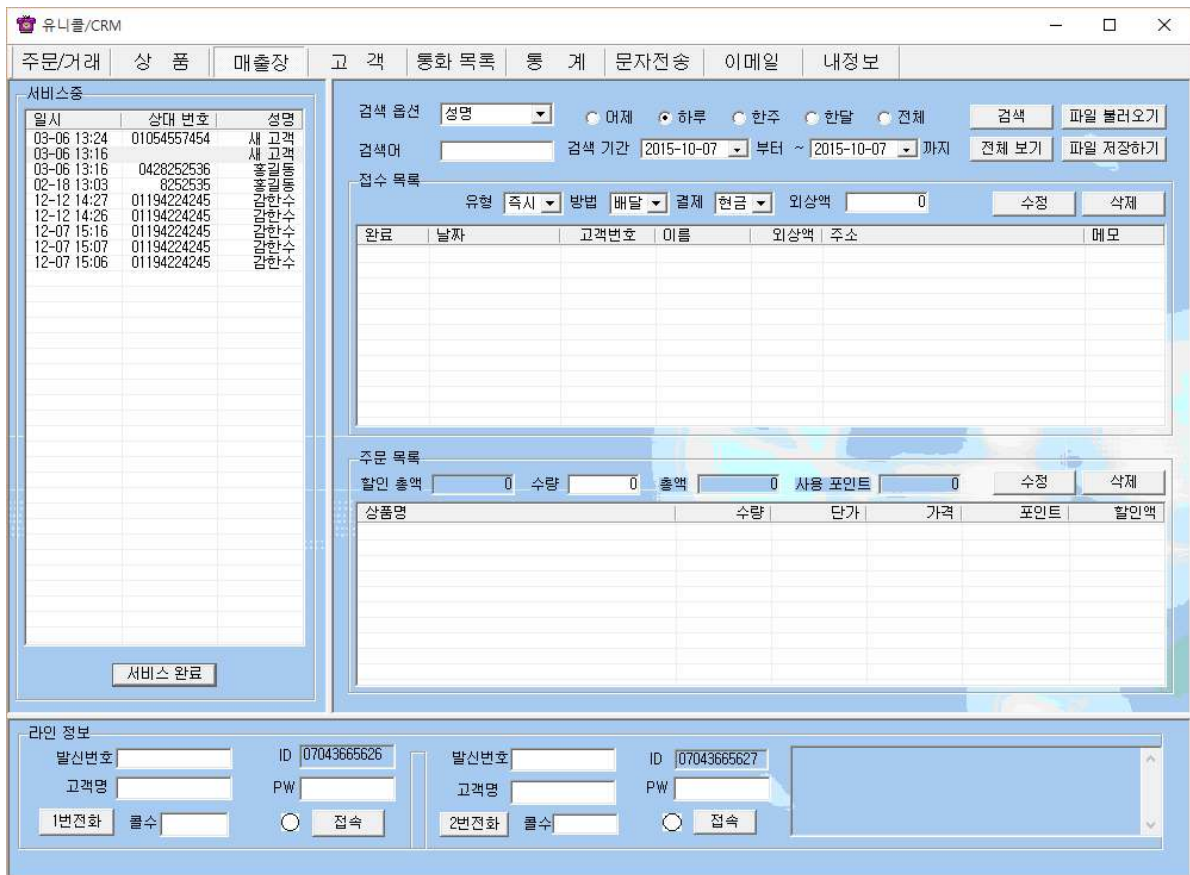 유니콜/CRM
주문/거래 상 품 매출장 고 객 통화 목록 통 계 문자전송 이메일 내정보
서비스중
일시 상대 번호 성명
03-06 13:24 01054557454 새 고객
03-06 13:16 새 고객
03-06 13:16 0428252536 홍길동
02-18 13:03 8252535 홍길동
12-12 14:27 01194224245 감한수
12-12 14:26 01194224245 감한수
12-07 15:16 01194224245 감한수
12-07 15:07 01194224245 감한수
12-07 15:06 01194224245 감한수
서비스 완료
검색 옵션 성명 어제 하루 한주 한달 전체 검색 파일 불러오기
검색어 검색 기간 2015-10-07 부터 ~ 2015-10-07 까지 전체 보기 파일 저장하기
접수 목록
유형 즉시 방법 배달 결제 현금 외상액 0 수정 삭제
완료 날짜 고객번호 이름 외상액 주소 메모
주문 목록
할인 총액 0 수량 0 총액 0 사용 포인트 0 수정 삭제
상품명 수량 단가 가격 포인트 할인액
라인 정보
발신번호 ID 07043665626 발신번호 ID 07043665627
고객명 PW 고객명 PW
1번전화 콜수 접속 2번전화 콜수 접속